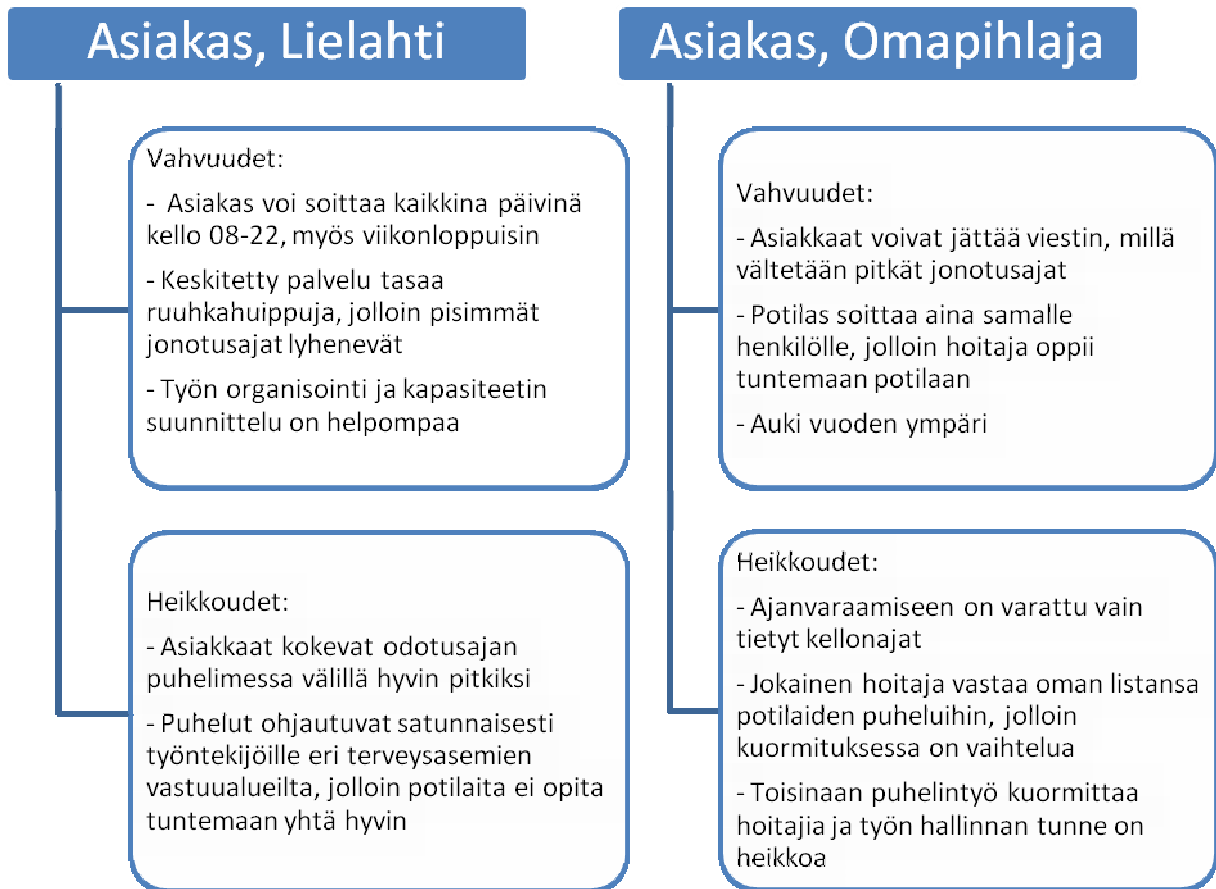 Asiakas, Lielahti
Vahvuudet:
- Asiakas voi soittaa kaikkina päivinä
kello 08-22, myös viikonloppuisin
- Keskitetty palvelu tasaa
ruuhkahuippuja, jolloin pisimmät
jonotusajat lyhenevät
- Työn organisointi ja kapasiteetin
suunnittelu on helpompaa
Heikkoudet:
- Asiakkaat kokevat odotusajan
puhelimessa välillä hyvin pitkiksi
- Puhelut ohjautuvat satunnaisesti
työntekijöille eri terveysasemien
vastuualueilta, jolloin potilaita ei opita
tuntemaan yhtä hyvin
Asiakas, Omapihlaja
Vahvuudet:
- Asiakkaat voivat jättää viestin, millä
vältetään pitkät jonotusajat
- Potilas soittaa aina samalle
henkilölle, jolloin hoitaja oppii
tuntemaan potilaan
- Auki vuoden ympäri
Heikkoudet:
- Ajanvaraamiseen on varattu vain
tietyt kellonajat
- Jokainen hoitaja vastaa oman listansa
potilaiden puheluihin, jolloin
kuormituksessa on vaihtelua
- Toisinaan puhelintyö kuormittaa
hoitajia ja työn hallinnan tunne on
heikkoa